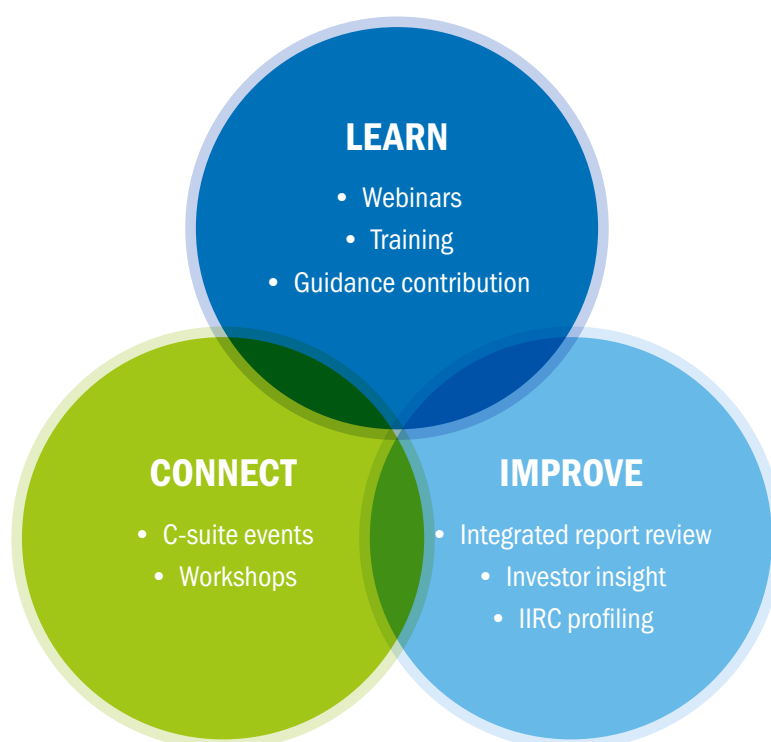 LEARN
• Webinars
• Training
• Guidance contribution
CONNECT
• C-suite events
• Workshops
IMPROVE
• Integrated report review
• Investor insight
• IIRC profiling